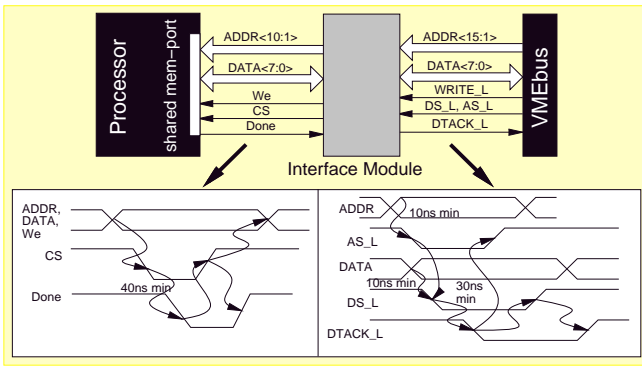 Processor
shared mem-port
ADDR<10:1>
DATA<7:0>
We
CS
Done
Interface Module
ADDR<15:1>
DATA<7:0>
WRITE_L
DS_L, AS_L
DTACK_L
VMEbus
ADDR,
DATA,
We
CS
40ns min
Done
ADDR
10ns min
AS_L
DATA
10ns min
30ns
min
DS_L
DTACK_L